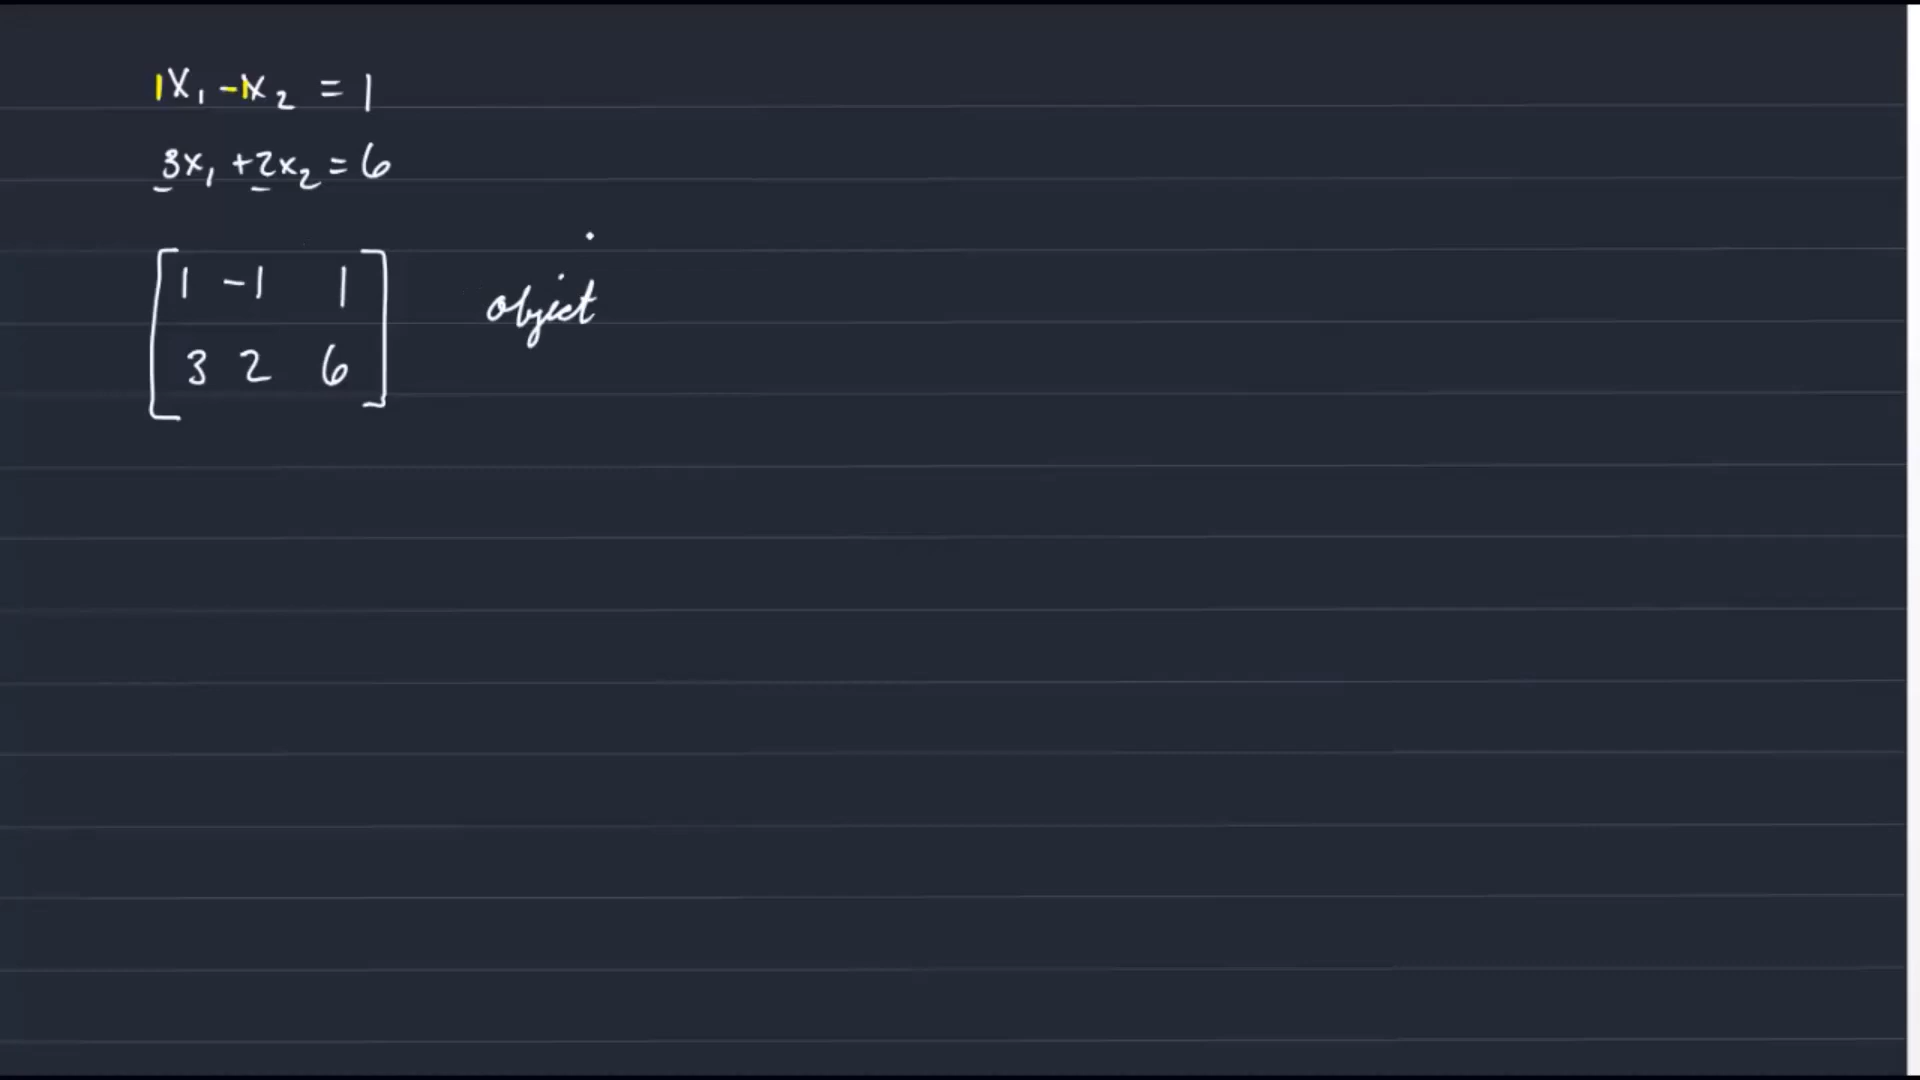 1x₁ -1x₂ = 1
3x₁ +2x₂ = 6
1 -1 1
object
3 2 6